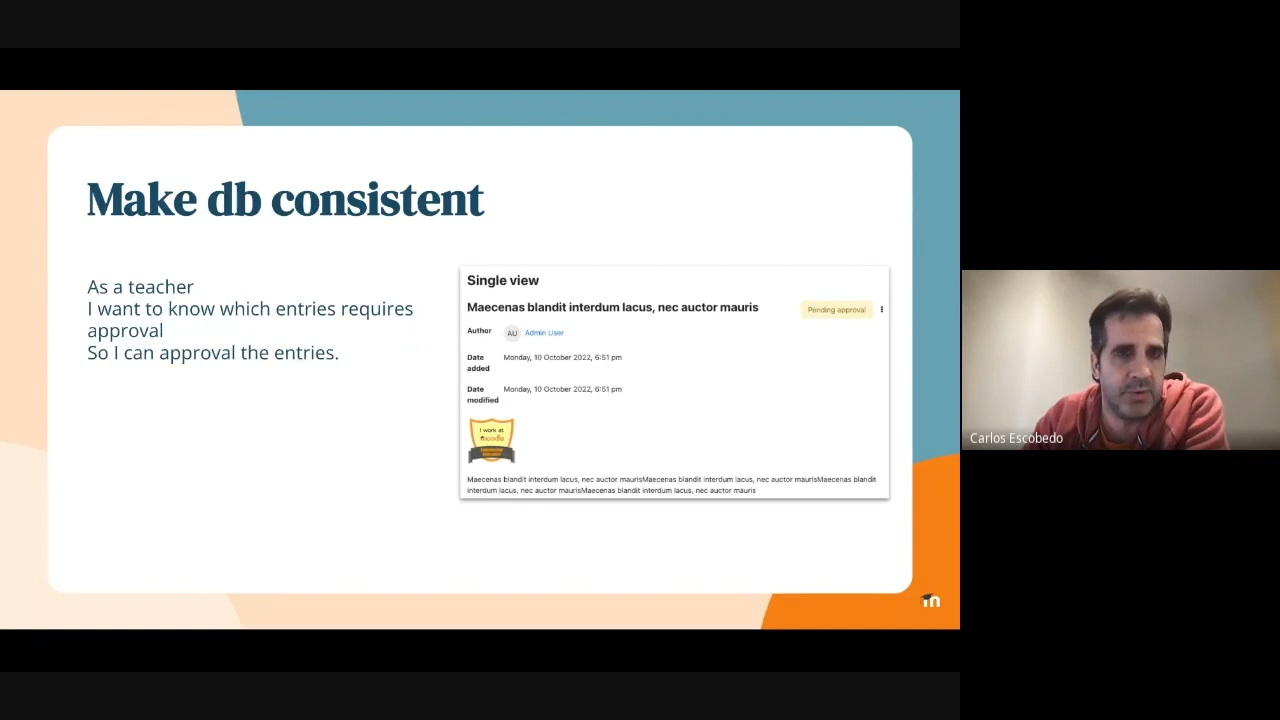 Make db consistent
As a teacher
I want to know which entries requires
approval
So I can approval the entries.
Single view
Maecenas blandit interdum lacus, nec auctor mauris
Pending approval
Author
AU
Admin User
Date
added
Monday, 10 October 2022, 6:51 pm
Date
modified
Monday, 10 October 2022, 6:51 pm
I work at
moodle
Maecenas blandit interdum lacus, nec auctor maurisMaecenas blandit interdum lacus, nec auctor maurisMaecenas blandit
interdum lacus, nec auctor maurisMaecenas blandit interdum lacus, nec auctor mauris
m
Carlos Escobedo